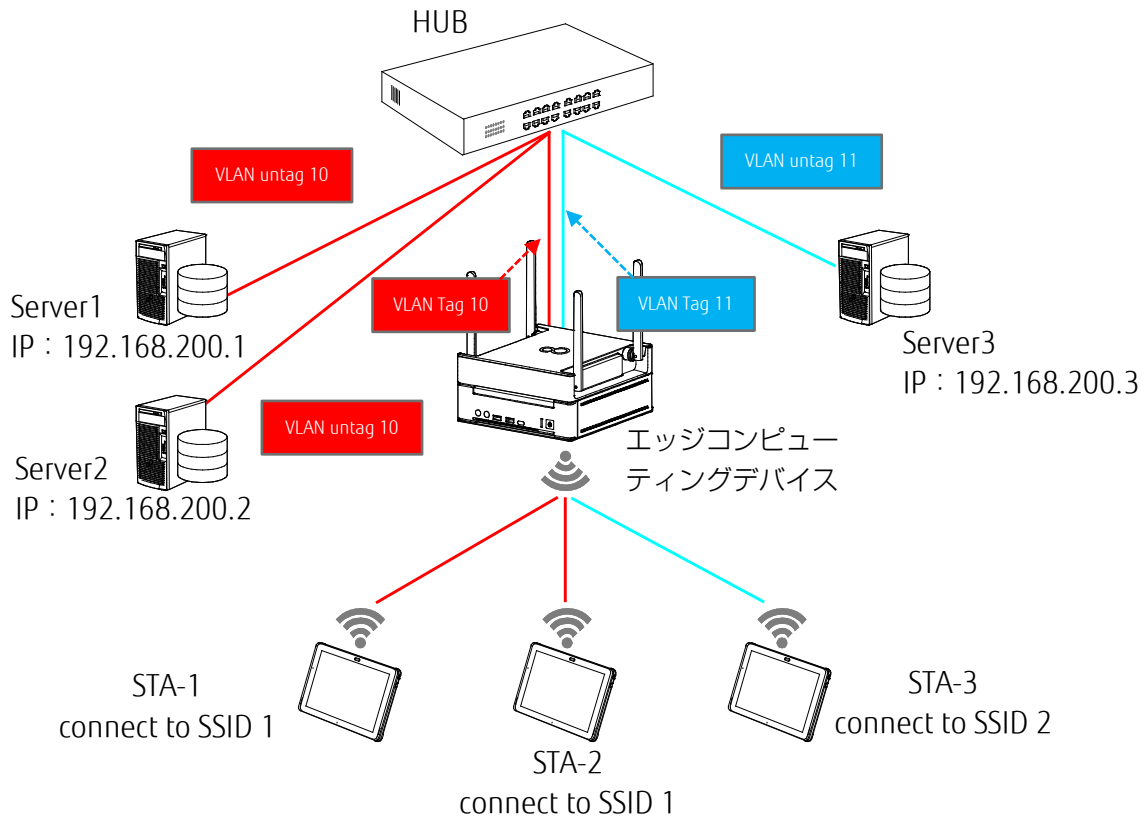 HUB
VLAN untag 10
VLAN untag 11
VLAN Tag 10
VLAN Tag 11
Server1
IP：192.168.200.1
Server3
IP：192.168.200.3
VLAN untag 10
エッジコンピュー
ティングデバイス
Server2
IP：192.168.200.2
STA-1
connect to SSID 1
STA-2
connect to SSID 1
STA-3
connect to SSID 2